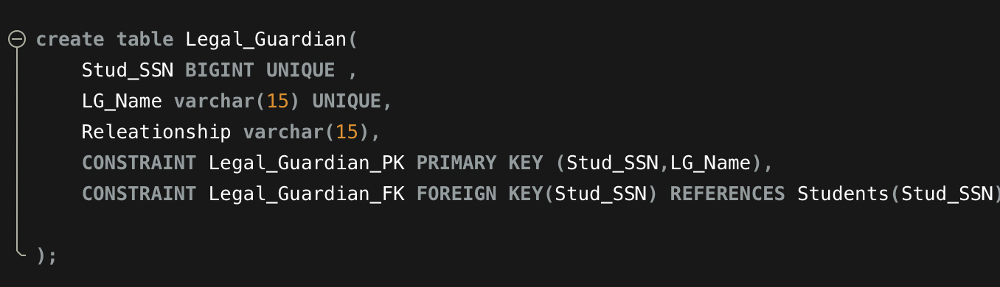 create table Legal_Guardian(
Stud_SSN BIGINT UNIQUE ,
LG_Name varchar(15) UNIQUE,
Releationship varchar(15),
CONSTRAINT Legal_Guardian_PK PRIMARY KEY (Stud_SSN,LG_Name),
CONSTRAINT Legal_Guardian_FK FOREIGN KEY(Stud_SSN) REFERENCES Students(Stud_SSN)
);